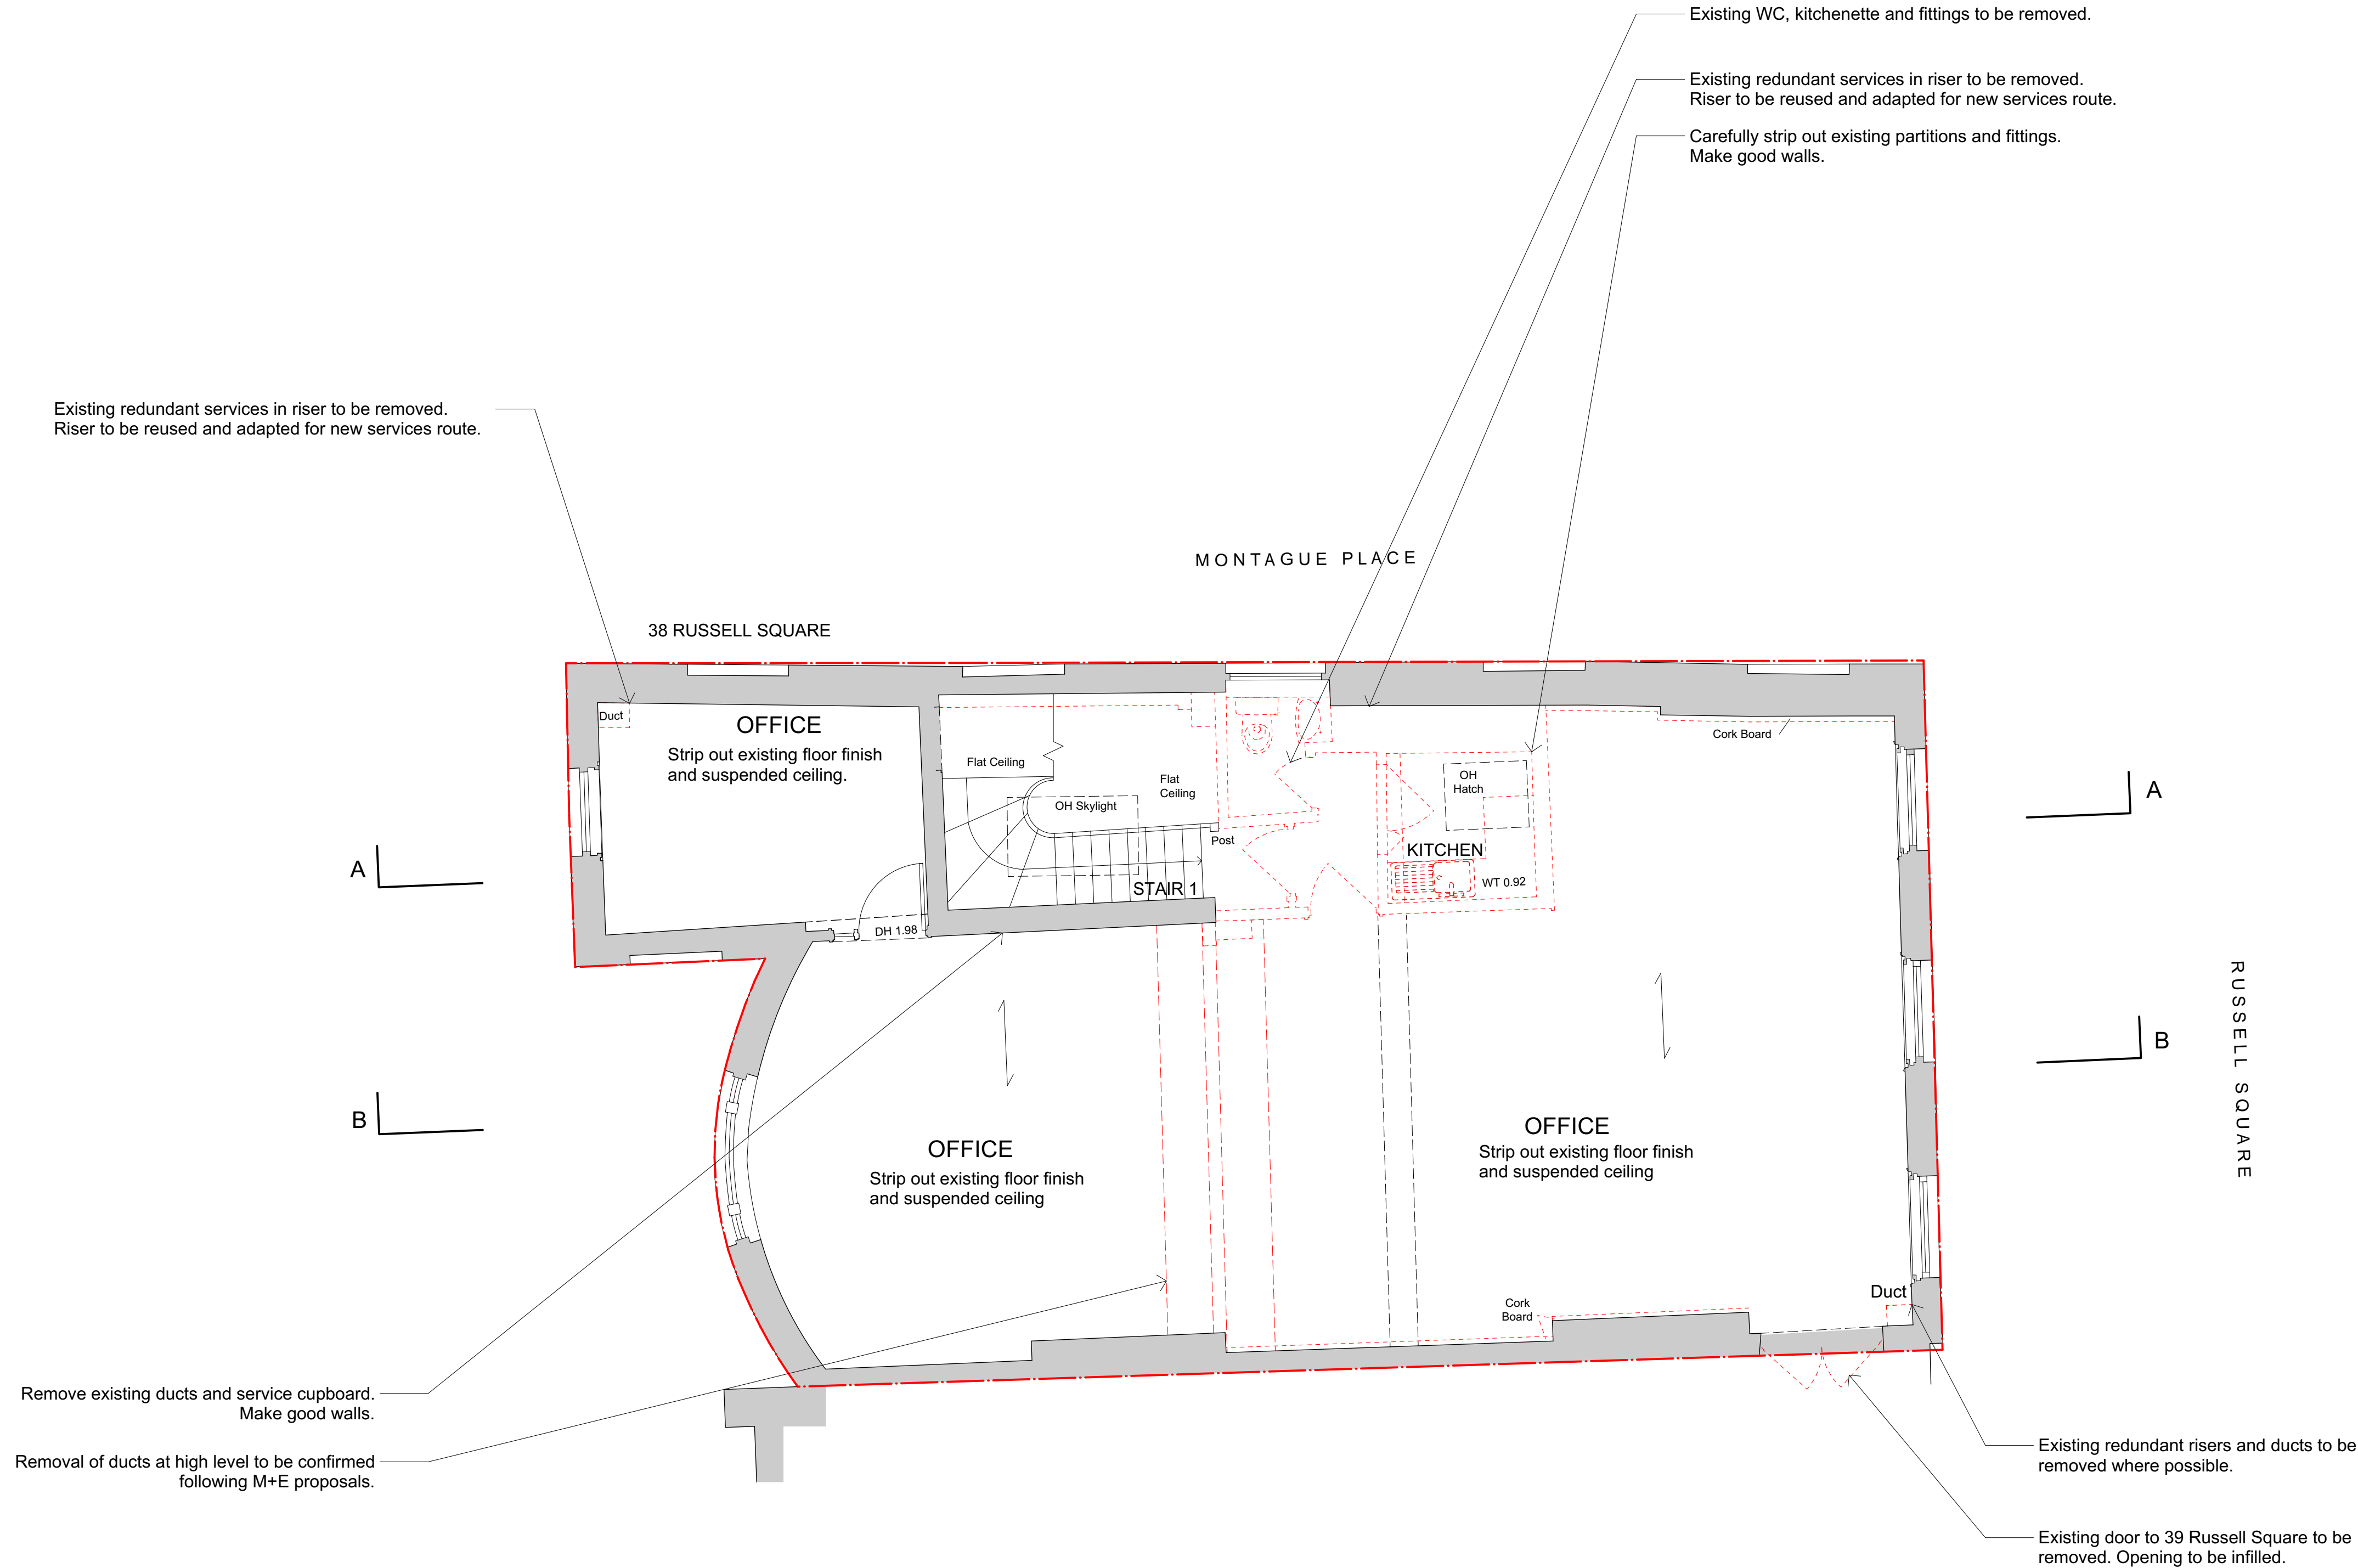 Existing WC, kitchenette and fittings to be removed.
Existing redundant services in riser to be removed.
Riser to be reused and adapted for new services route.
Carefully strip out existing partitions and fittings.
Make good walls.
Existing redundant services in riser to be removed.
Riser to be reused and adapted for new services route.
MONTAGUE PLACE
38 RUSSELL SQUARE
Duct
OFFICE
Strip out existing floor finish
and suspended ceiling.
Flat Ceiling
Flat
Ceiling
OH Skylight
Post
STAIR 1
DH 1.98
OH
Hatch
KITCHEN
WT 0.92
Cork Board
A
A
B
B
RUSSELL SQUARE
OFFICE
Strip out existing floor finish
and suspended ceiling
OFFICE
Strip out existing floor finish
and suspended ceiling
Duct
Cork
Board
Remove existing ducts and service cupboard.
Make good walls.
Removal of ducts at high level to be confirmed
following M+E proposals.
Existing redundant risers and ducts to be
removed where possible.
Existing door to 39 Russell Square to be
removed. Opening to be infilled.